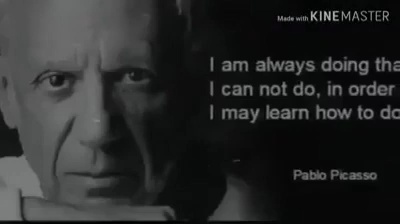 Made with KINEMASTER
I am always doing tha
I can not do, in order
I may learn how to do
Pablo Picasso